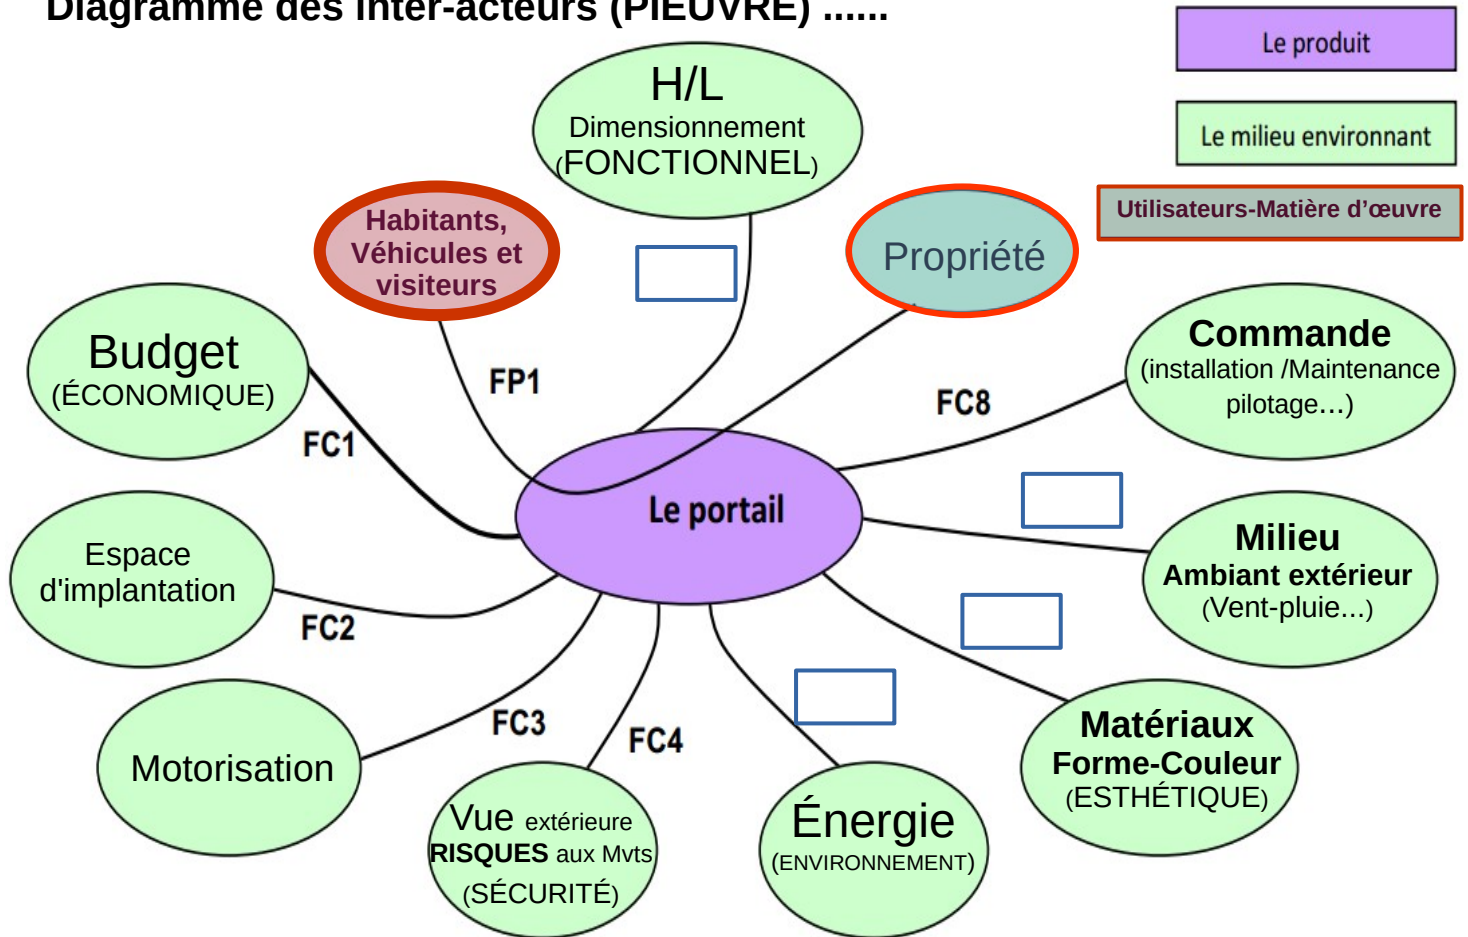 Diagramme des inter-acteurs (PIEUVRE) ......
Le produit
Le milieu environnant
Utilisateurs-Matière d’œuvre
H/L
Dimensionnement
(FONCTIONNEL)
Habitants,
Véhicules et
visiteurs
Propriété
Budget
(ÉCONOMIQUE)
Commande
(installation /Maintenance
pilotage...)
FP1
FC8
FC1
Le portail
Espace
d'implantation
Milieu
Ambiant extérieur
(Vent-pluie...)
FC2
Motorisation
FC3
FC4
Matériaux
Forme-Couleur
(ESTHÉTIQUE)
Vue extérieure
RISQUES aux Mvts
(SÉCURITÉ)
Énergie
(ENVIRONNEMENT)